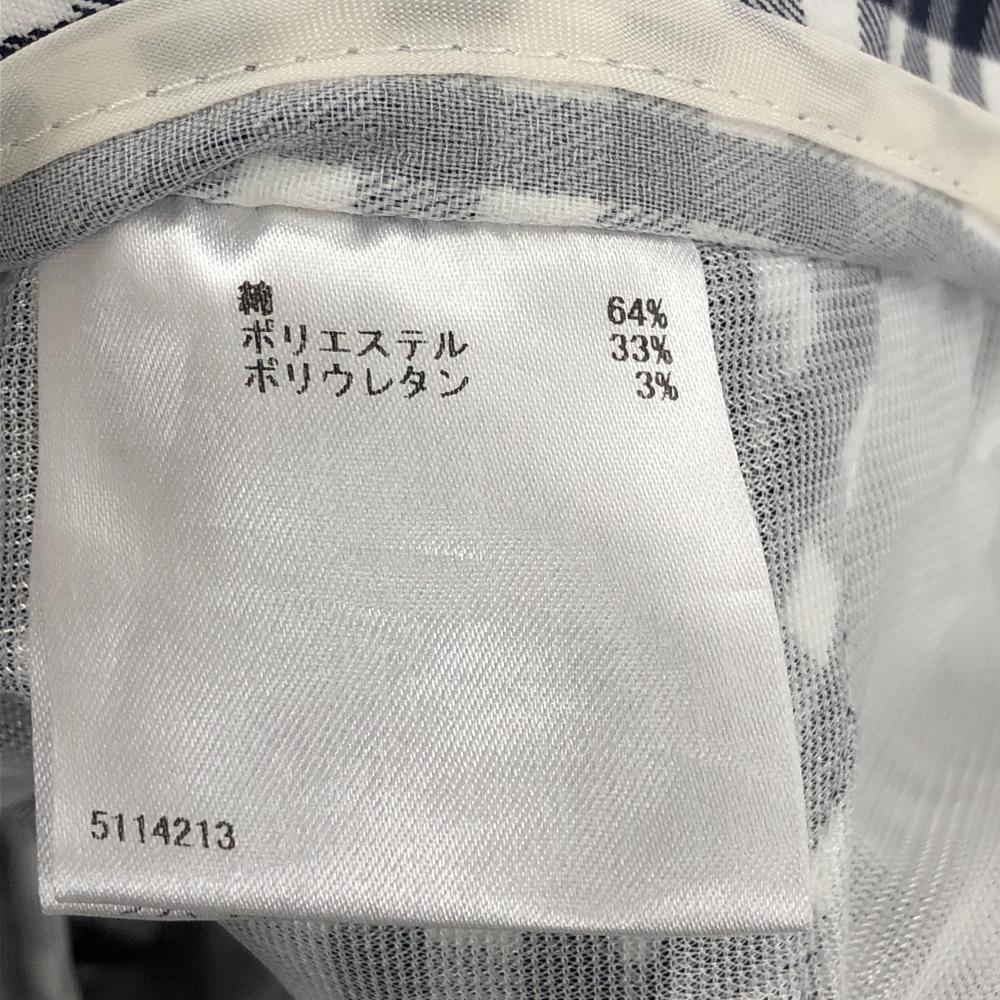 綿 64%
ポリエステル 33%
ポリウレタン 3%
5114213